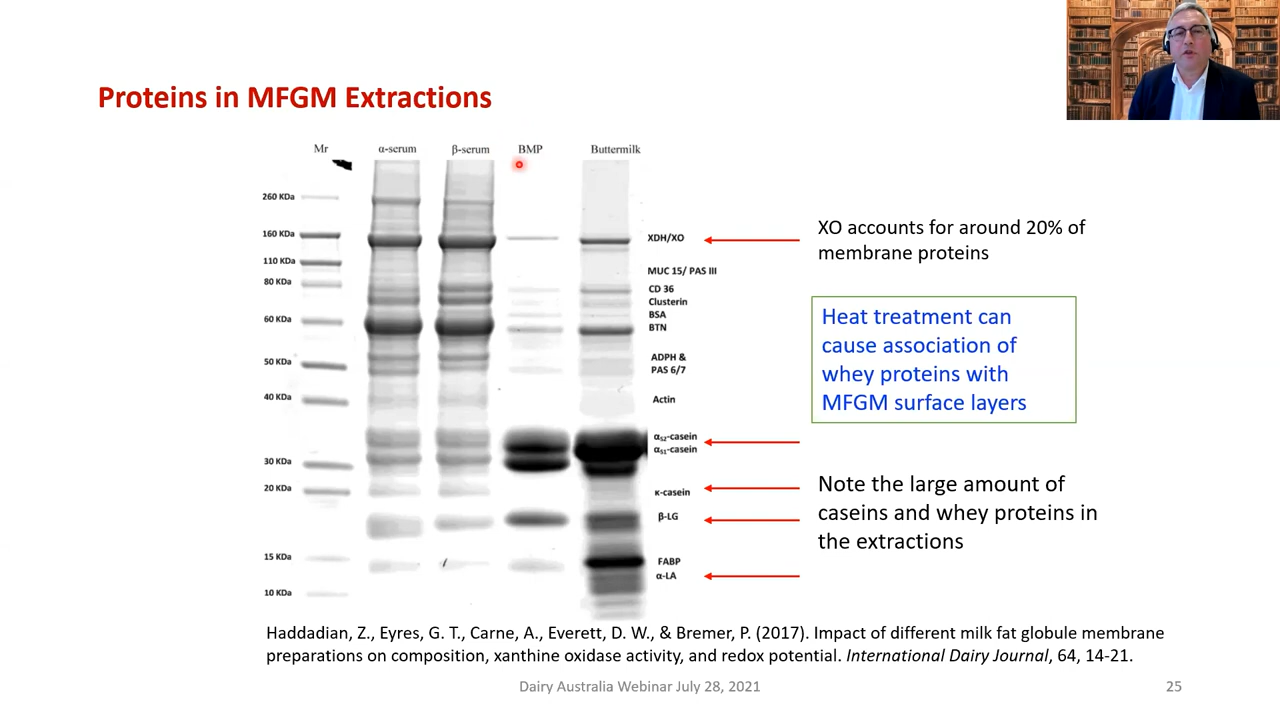 Proteins in MFGM Extractions
Mr α-serum β-serum BMP Buttermilk
260 KDa
160 KDa
110 KDa
80 KDa
60 KDa
50 KDa
40 KDa
30 KDa
20 KDa
15 KDa
10 KDa
XDH/XO
MUC 15/ PAS III
CD 36
Clusterin
BSA
BTN
ADPH &
PAS 6/7
Actin
αS2-casein
αS1-casein
κ-casein
β-LG
FABP
α-LA
XO accounts for around 20% of
membrane proteins
Heat treatment can
cause association of
whey proteins with
MFGM surface layers
Note the large amount of
caseins and whey proteins in
the extractions
Haddadian, Z., Eyres, G. T., Carne, A., Everett, D. W., & Bremer, P. (2017). Impact of different milk fat globule membrane
preparations on composition, xanthine oxidase activity, and redox potential. International Dairy Journal, 64, 14-21.
Dairy Australia Webinar July 28, 2021
25